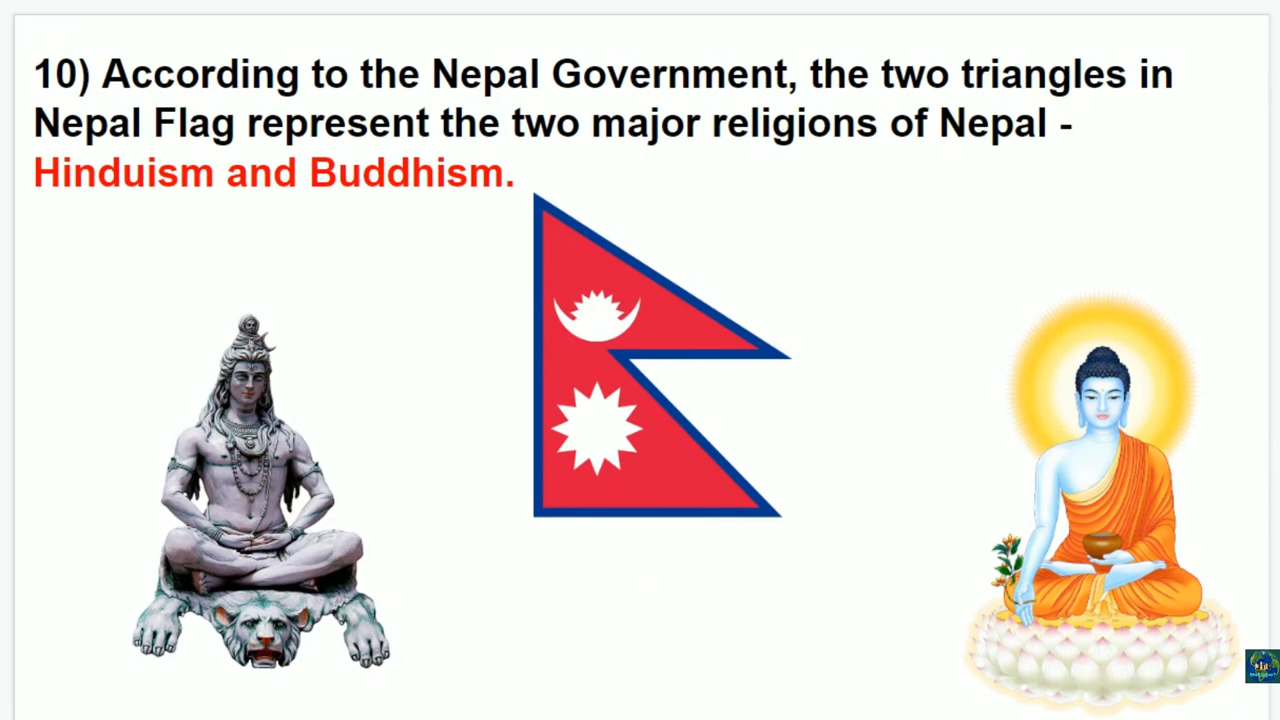 10) According to the Nepal Government, the two triangles in
Nepal Flag represent the two major religions of Nepal -
Hinduism and Buddhism.